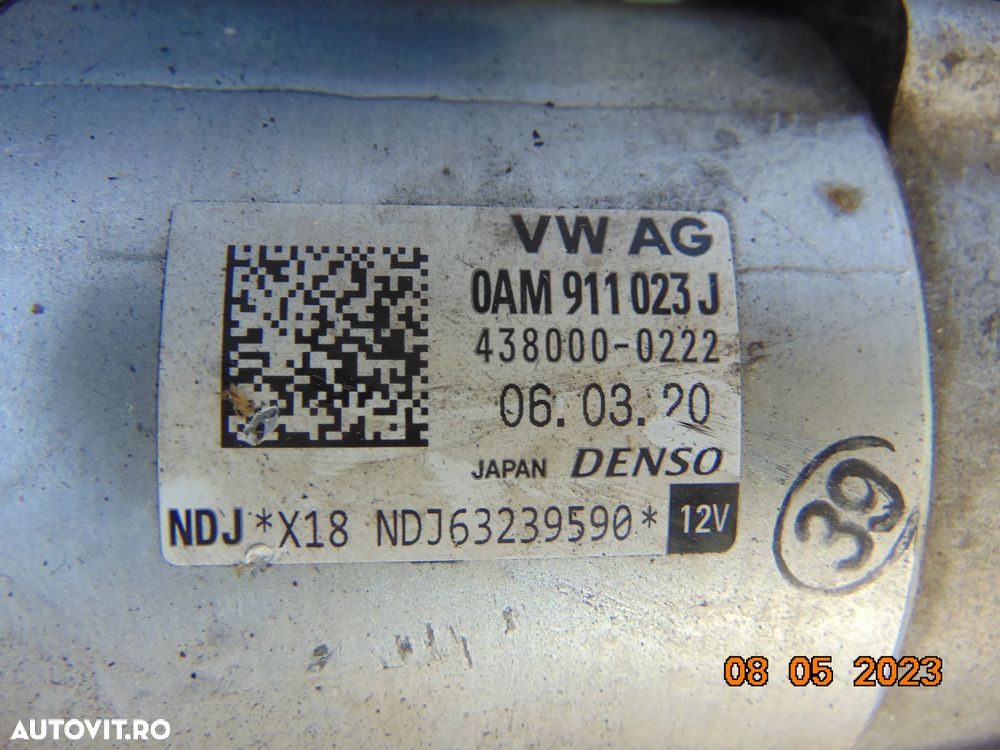 VW AG
0AM 911 023 J
438000-0222
06.03.20
JAPAN DENSO
NDJ *X18 NDJ63239590* 12V
39
08 05 2023
AUTOVIT.RO